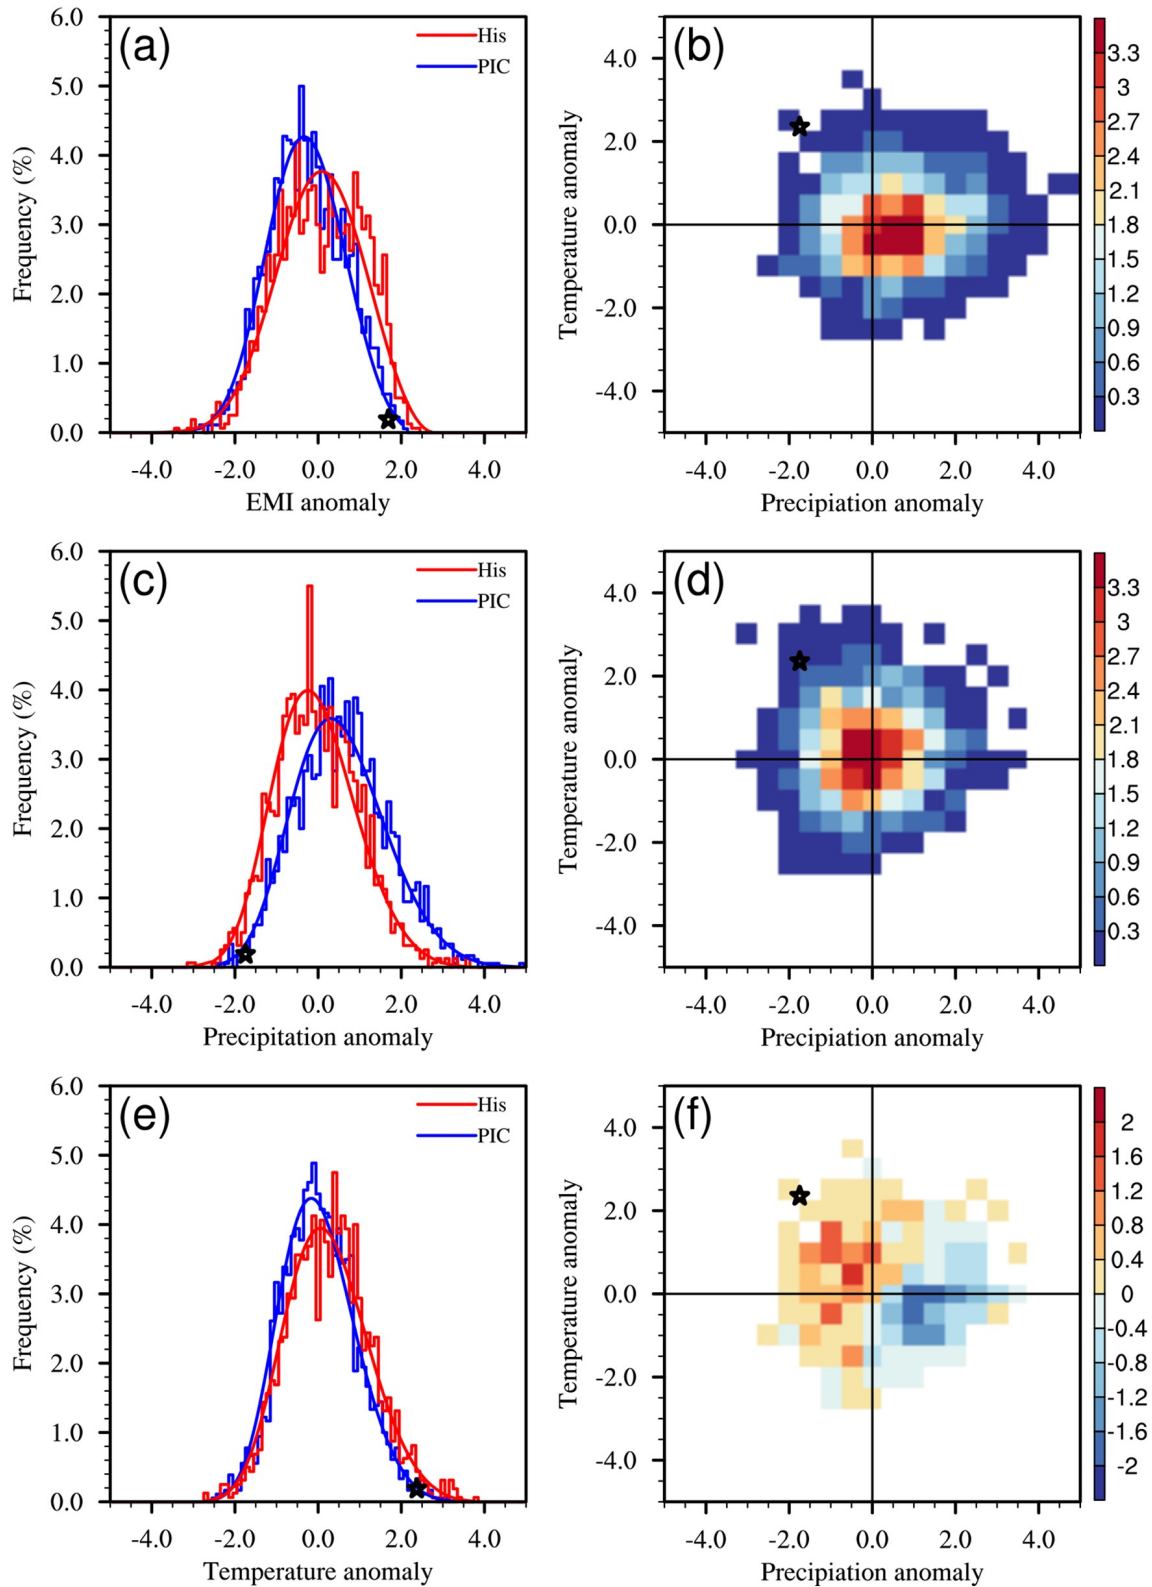 (a)
His
PIC
6.0
5.0
4.0
3.0
2.0
1.0
0.0
Frequency (%)
-4.0 -2.0 0.0 2.0 4.0
EMI anomaly
(b)
4.0
2.0
0.0
-2.0
-4.0
Temperature anomaly
-4.0 -2.0 0.0 2.0 4.0
Precipiation anomaly
3.3
3
2.7
2.4
2.1
1.8
1.5
1.2
0.9
0.6
0.3
(c)
His
PIC
6.0
5.0
4.0
3.0
2.0
1.0
0.0
Frequency (%)
-4.0 -2.0 0.0 2.0 4.0
Precipitation anomaly
(d)
4.0
2.0
0.0
-2.0
-4.0
Temperature anomaly
-4.0 -2.0 0.0 2.0 4.0
Precipiation anomaly
3.3
3
2.7
2.4
2.1
1.8
1.5
1.2
0.9
0.6
0.3
(e)
His
PIC
6.0
5.0
4.0
3.0
2.0
1.0
0.0
Frequency (%)
-4.0 -2.0 0.0 2.0 4.0
Temperature anomaly
(f)
4.0
2.0
0.0
-2.0
-4.0
Temperature anomaly
-4.0 -2.0 0.0 2.0 4.0
Precipiation anomaly
2
1.6
1.2
0.8
0.4
0
-0.4
-0.8
-1.2
-1.6
-2